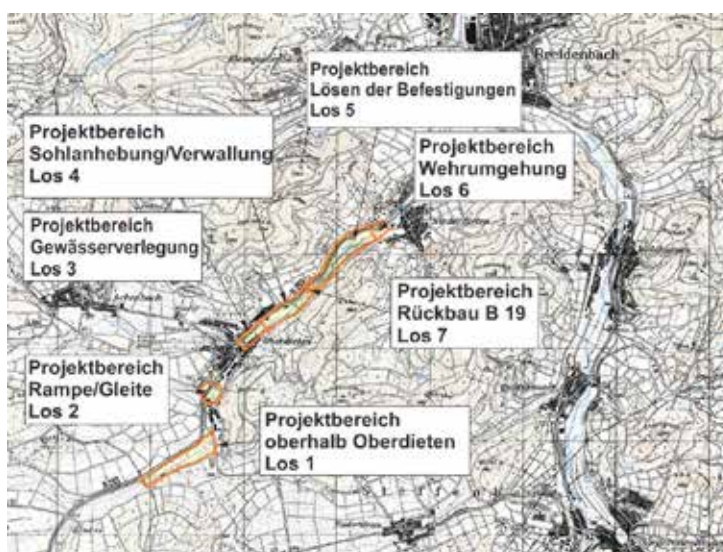 Projektbereich
Lösen der Befestigungen
Los 5
Projektbereich
Sohlanhebung/Verwallung
Los 4
Projektbereich
Wehrumgehung
Los 6
Projektbereich
Gewässerverlegung
Los 3
Projektbereich
Rückbau B 19
Los 7
Projektbereich
Rampe/Gleite
Los 2
Projektbereich
oberhalb Oberdieten
Los 1
Achenbach